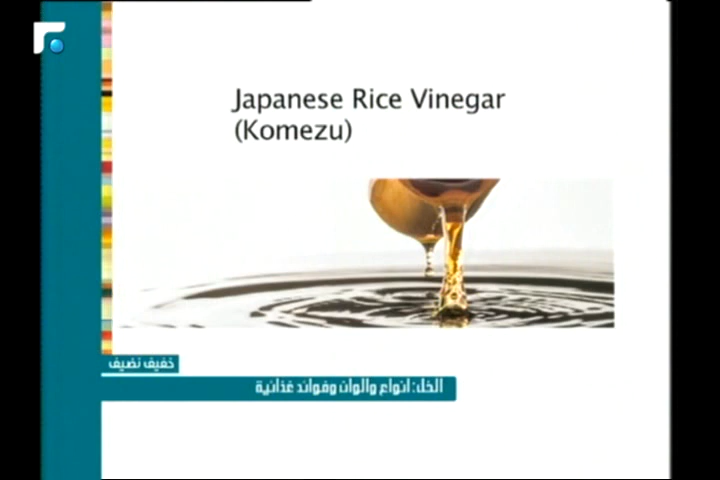 Japanese Rice Vinegar
(Komezu)
خفيف نضيف
الخل: انواع والوان وفوائد غذائية